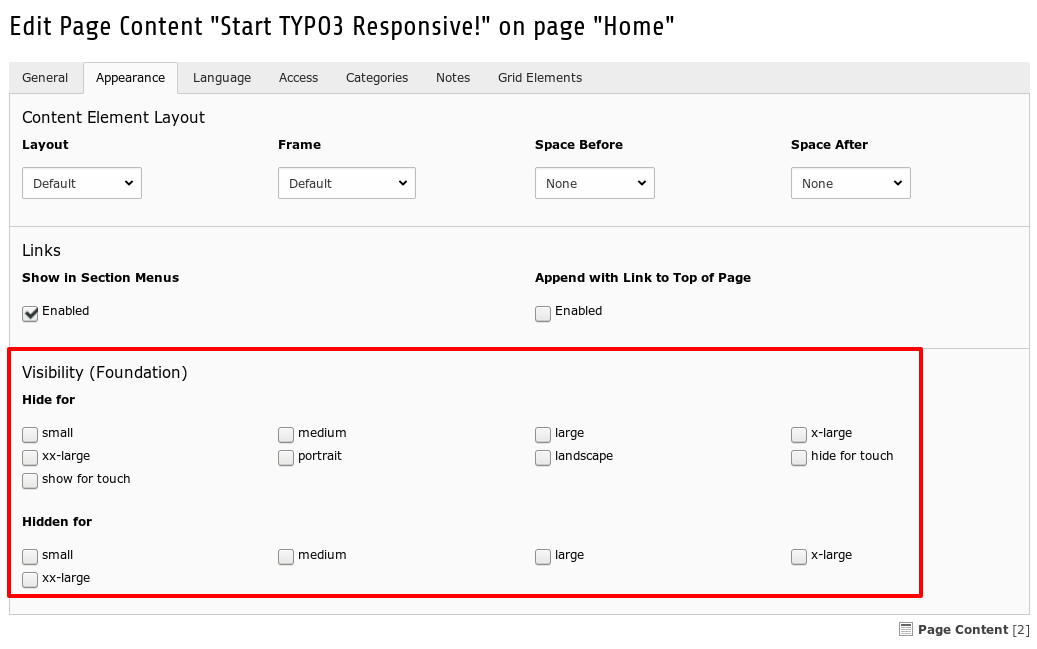 Edit Page Content "Start TYPO3 Responsive!" on page "Home"
General Appearance Language Access Categories Notes Grid Elements
Content Element Layout
Layout Frame Space Before Space After
Default Default None None
Links
Show in Section Menus Append with Link to Top of Page
Enabled Enabled
Visibility (Foundation)
Hide for
small medium large x-large
xx-large portrait landscape hide for touch
show for touch
Hidden for
small medium large x-large
xx-large
Page Content [2]